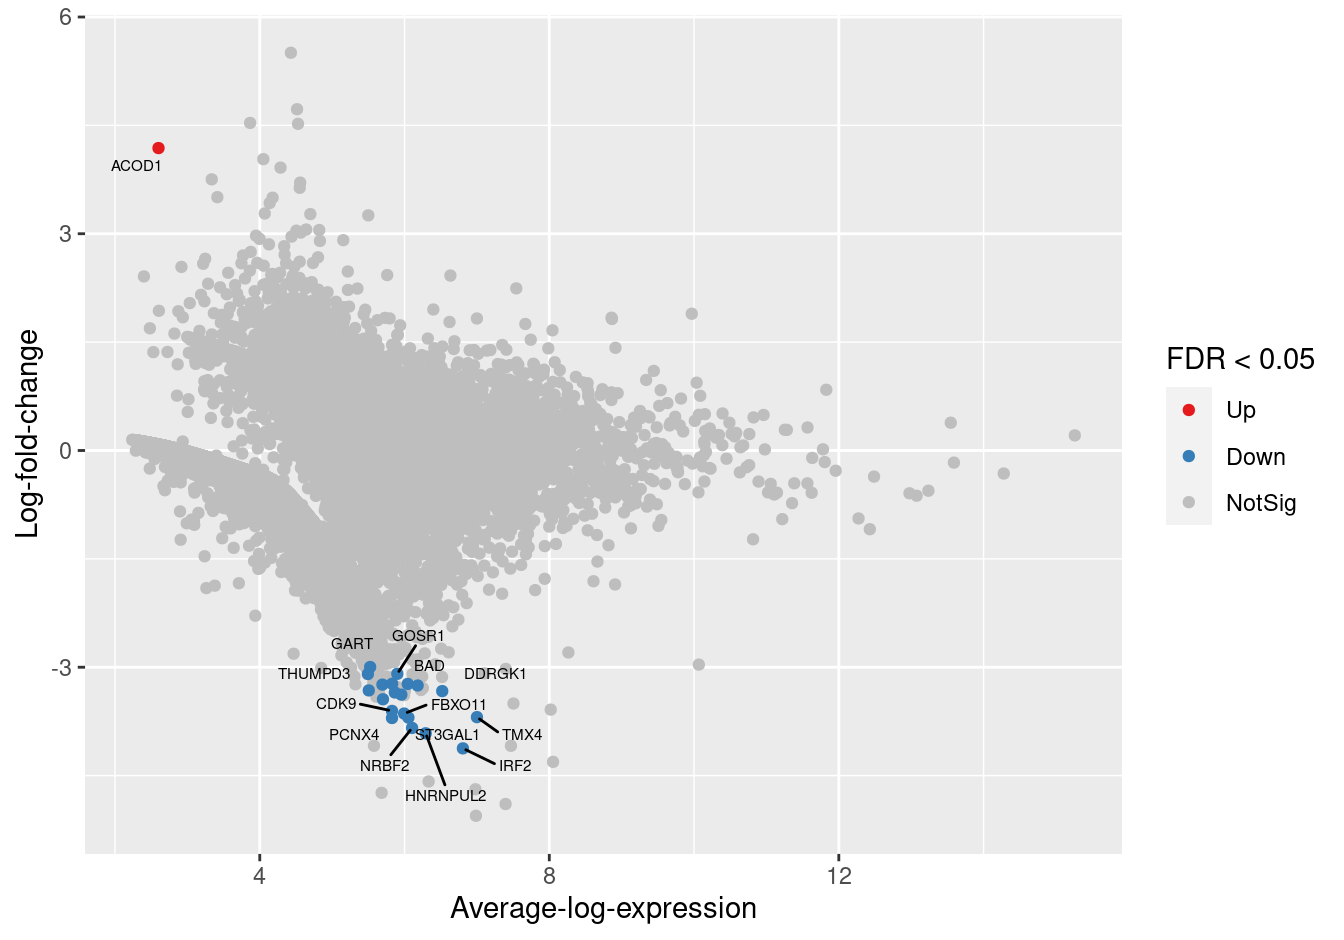 6
3
0
-3
4
8
12
Log-fold-change
Average-log-expression
ACOD1
GART
GOSR1
THUMPD3
BAD
DDRGK1
CDK9
FBXO11
PCNX4
ST3GAL1
TMX4
NRBF2
IRF2
HNRNPUL2
FDR < 0.05
Up
Down
NotSig